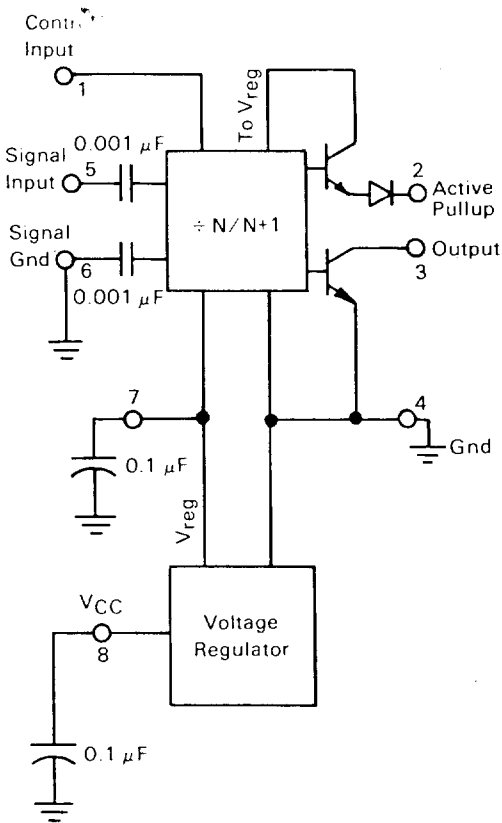 Input
1
To Vreg
0.001 µF
Signal
Input
5
2
Active
Pullup
÷ N/N+1
Signal
Gnd
6
0.001 µF
Output
3
7
4
0.1 µF
Gnd
Vreg
VCC
8
Voltage
Regulator
0.1 µF